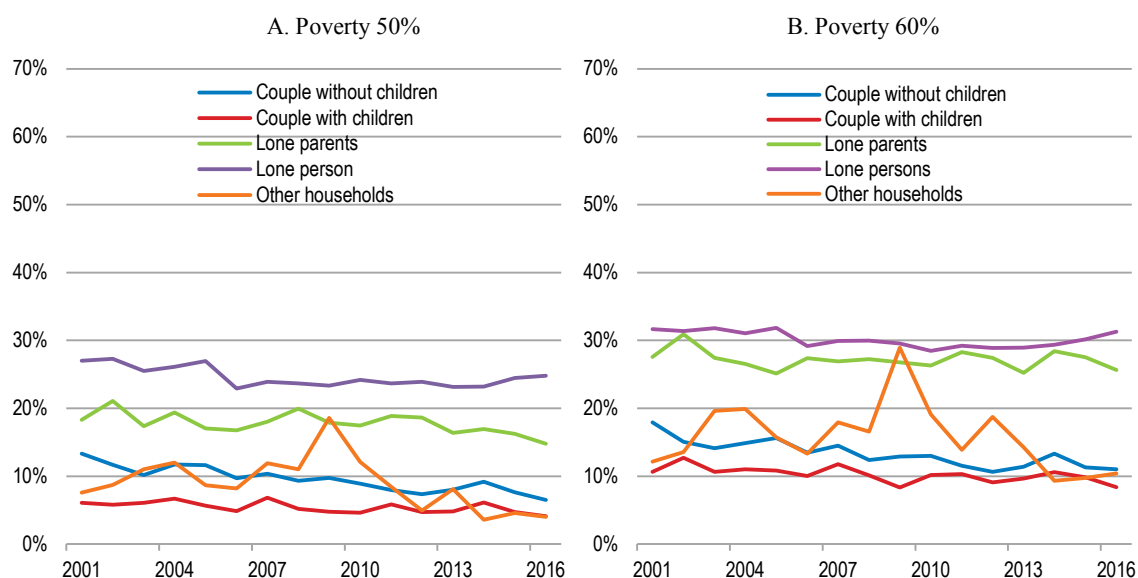 A. Poverty 50%
70%
60%
50%
40%
30%
20%
10%
0%
Couple without children
Couple with children
Lone parents
Lone person
Other households
2001 2004 2007 2010 2013 2016
B. Poverty 60%
70%
60%
50%
40%
30%
20%
10%
0%
Couple without children
Couple with children
Lone parents
Lone persons
Other households
2001 2004 2007 2010 2013 2016